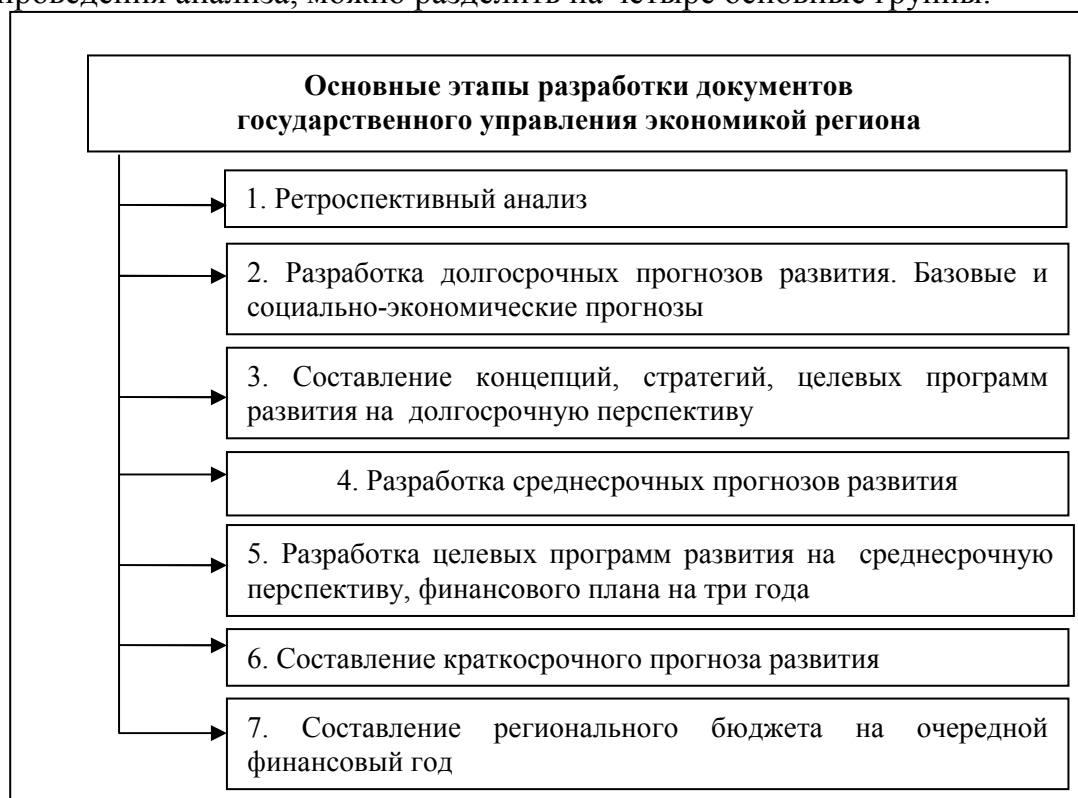 проведения анализа, можно разделить на четыре основные группы:
Основные этапы разработки документов
государственного управления экономикой региона
1. Ретроспективный анализ
2. Разработка долгосрочных прогнозов развития. Базовые и
социально-экономические прогнозы
3. Составление концепций, стратегий, целевых программ
развития на долгосрочную перспективу
4. Разработка среднесрочных прогнозов развития
5. Разработка целевых программ развития на среднесрочную
перспективу, финансового плана на три года
6. Составление краткосрочного прогноза развития
7. Составление регионального бюджета на очередной
финансовый год